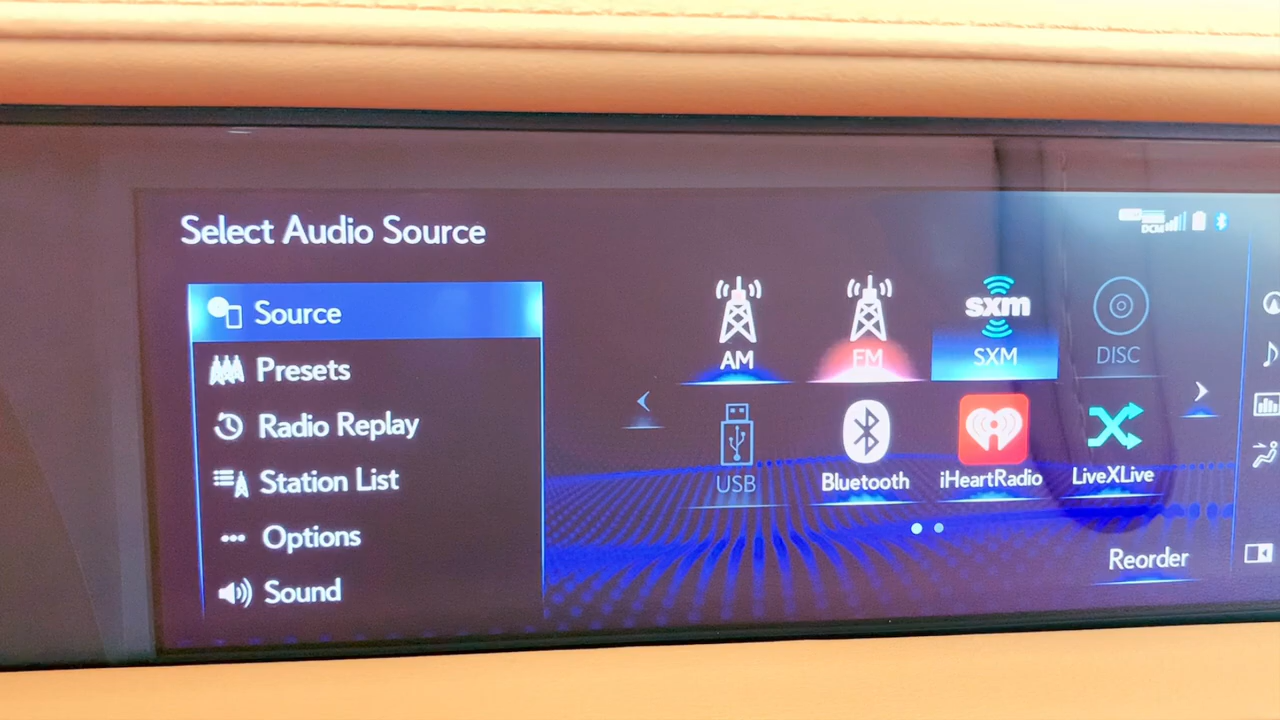 Select Audio Source
DCM
Source
Presets
Radio Replay
Station List
Options
Sound
AM
FM
sxm
SXM
DISC
USB
Bluetooth
iHeartRadio
LiveXLive
Reorder